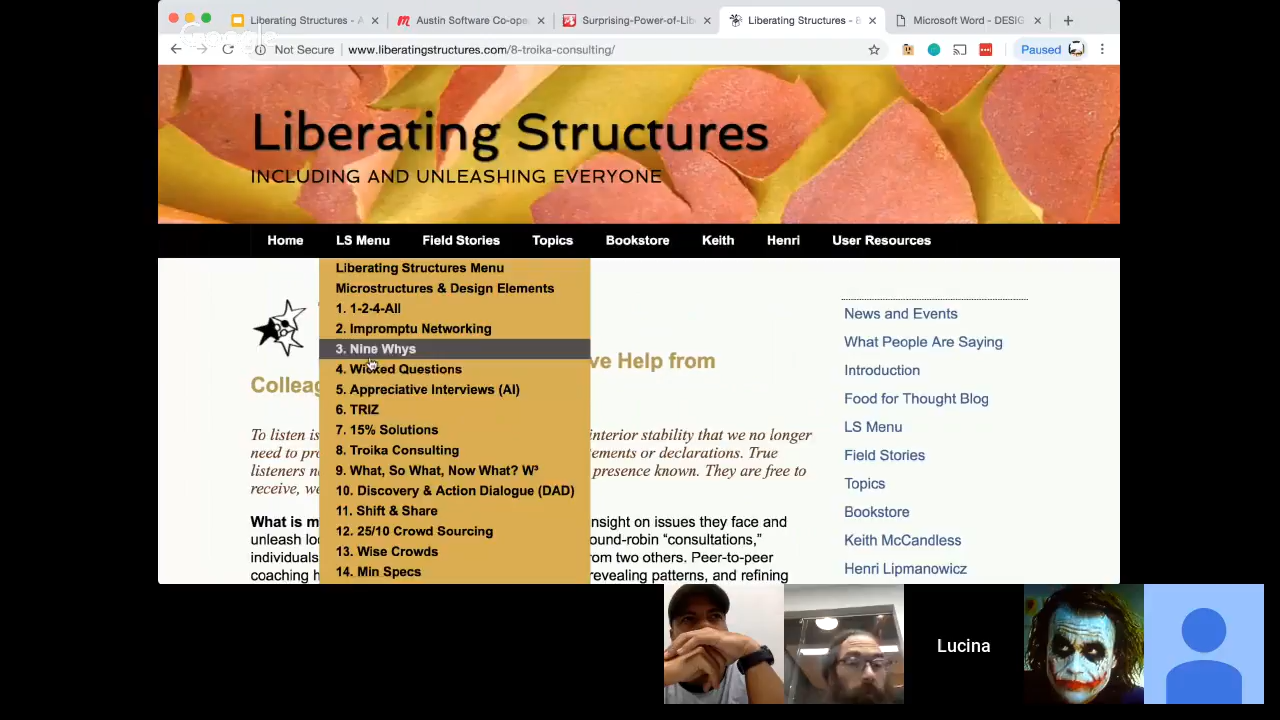 Liberating Structures - A
Austin Software Co-ope
Surprising-Power-of-Lib
Liberating Structures - 8
Microsoft Word - DESIG
Google
Not Secure
www.liberatingstructures.com/8-troika-consulting/
Paused
Liberating Structures
INCLUDING AND UNLEASHING EVERYONE
Home LS Menu Field Stories Topics Bookstore Keith Henri User Resources
Liberating Structures Menu
Microstructures & Design Elements
1. 1-2-4-All
2. Impromptu Networking
3. Nine Whys
4. Wicked Questions
5. Appreciative Interviews (AI)
6. TRIZ
7. 15% Solutions
8. Troika Consulting
9. What, So What, Now What? W³
10. Discovery & Action Dialogue (DAD)
11. Shift & Share
12. 25/10 Crowd Sourcing
13. Wise Crowds
14. Min Specs
ve Help from
Colleag
To listen is interior stability that we no longer
need to pro ements or declarations. True
listeners n presence known. They are free to
receive, we
What is m nsight on issues they face and
unleash lo ound-robin “consultations,”
individuals rom two others. Peer-to-peer
coaching h revealing patterns, and refining
News and Events
What People Are Saying
Introduction
Food for Thought Blog
LS Menu
Field Stories
Topics
Bookstore
Keith McCandless
Henri Lipmanowicz
Lucina